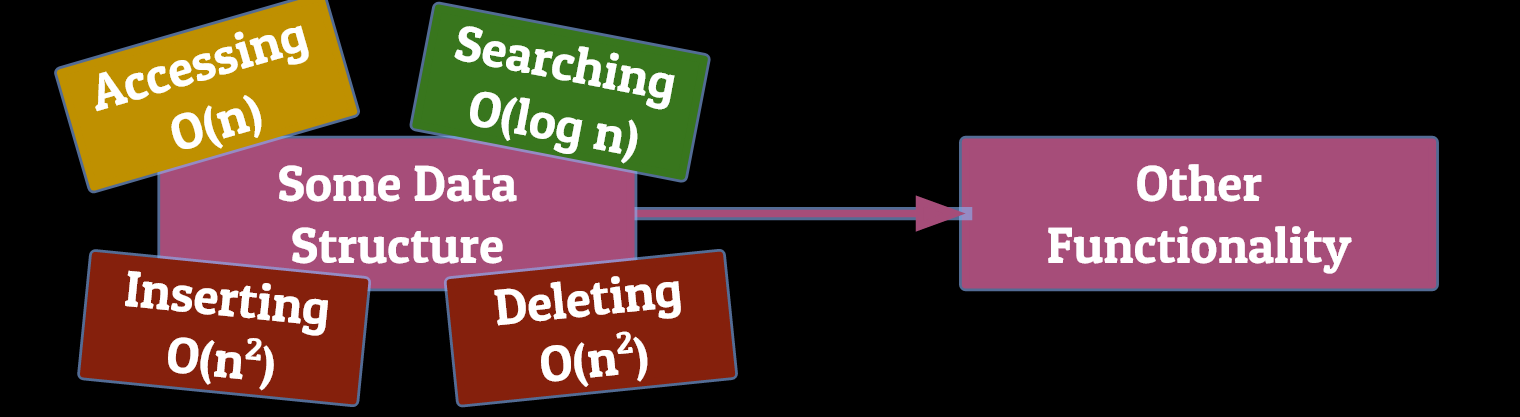 Accessing
O(n)
Searching
O(log n)
Some Data
Structure
Other
Functionality
Inserting
O(n²)
Deleting
O(n²)